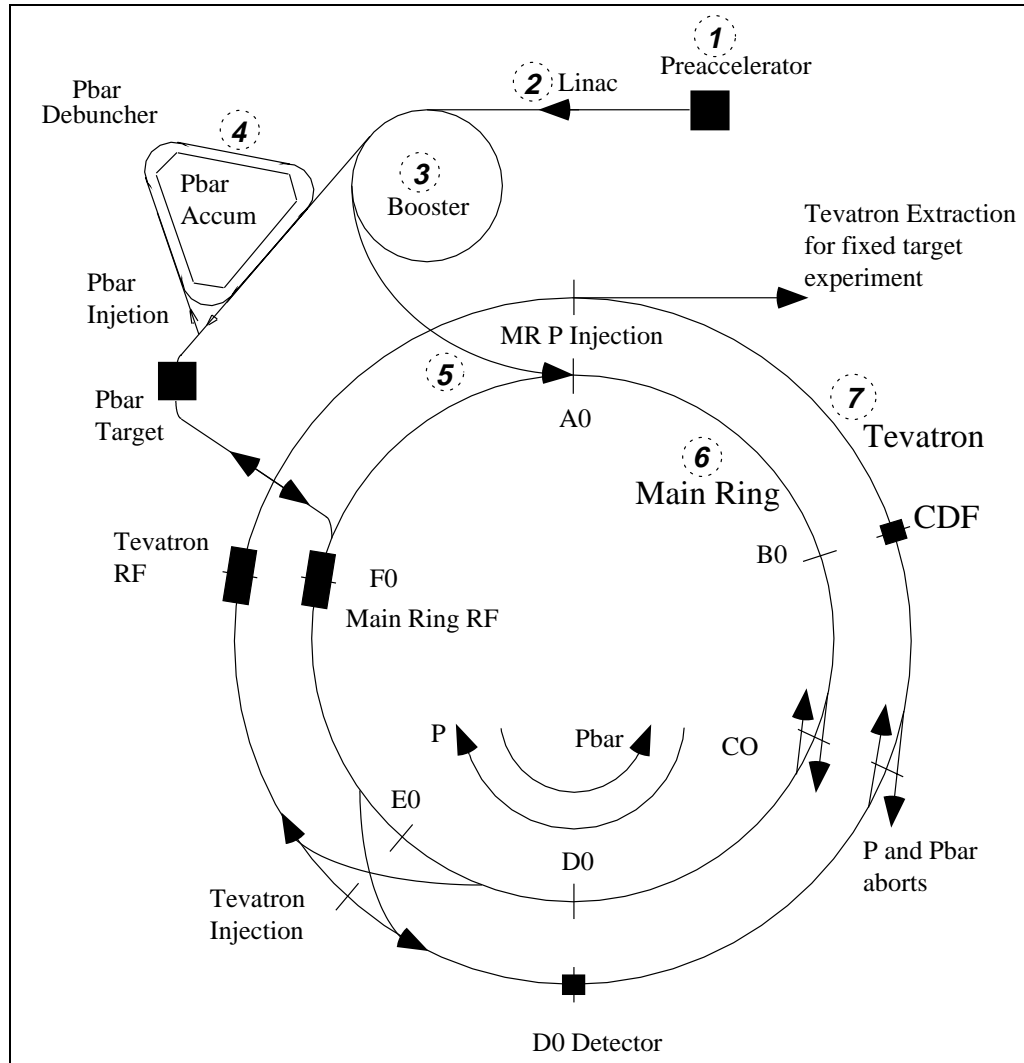 1
Preaccelerator
2
Linac
Pbar
Debuncher
4
Pbar
Accum
3
Booster
Tevatron Extraction
for fixed target
experiment
Pbar
Injetion
MR P Injection
5
Pbar
Target
A0
7
Tevatron
6
Main Ring
CDF
Tevatron
RF
B0
F0
Main Ring RF
P
Pbar
CO
E0
D0
P and Pbar
aborts
Tevatron
Injection
D0 Detector